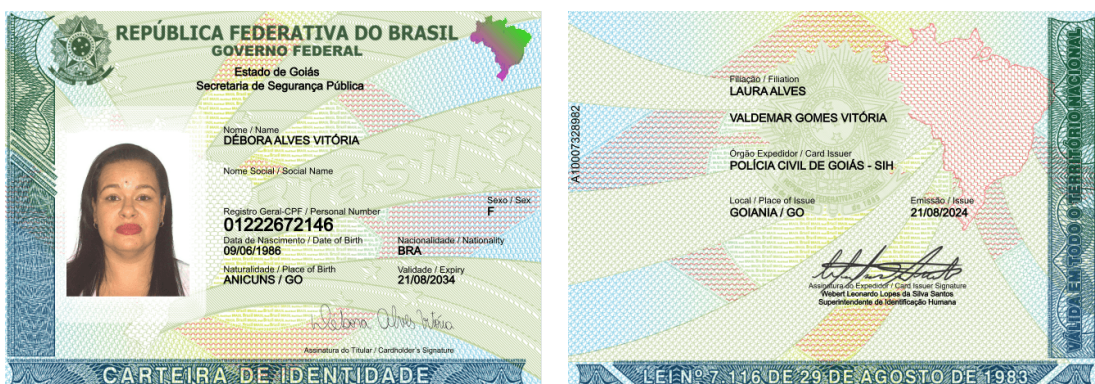 REPÚBLICA FEDERATIVA DO BRASIL
GOVERNO FEDERAL
Estado de Goiás
Secretaria de Segurança Pública
Nome / Name
DÉBORA ALVES VITÓRIA
Nome Social / Social Name
Registro Geral-CPF / Personal Number
01222672146
Sexo / Sex
F
Data de Nascimento / Date of Birth
09/06/1986
Nacionalidade / Nationality
BRA
Naturalidade / Place of Birth
ANICUNS / GO
Validade / Expiry
21/08/2034
Débora Alves Vitória
Assinatura do Titular / Cardholder's Signature
CARTEIRA DE IDENTIDADE
A10007328982
Filiação / Filiation
LAURA ALVES
VALDEMAR GOMES VITÓRIA
Órgão Expedidor / Card Issuer
POLÍCIA CIVIL DE GOIÁS - SIH
Local / Place of Issue
GOIANIA / GO
Emissão / Issue
21/08/2024
Assinatura do Expedidor / Card Issuer Signature
Webert Leonardo Lopes da Silva Santos
Superintendente de Identificação Humana
VÁLIDA EM TODO O TERRITÓRIO NACIONAL
LEI Nº 7.116 DE 29 DE AGOSTO DE 1983